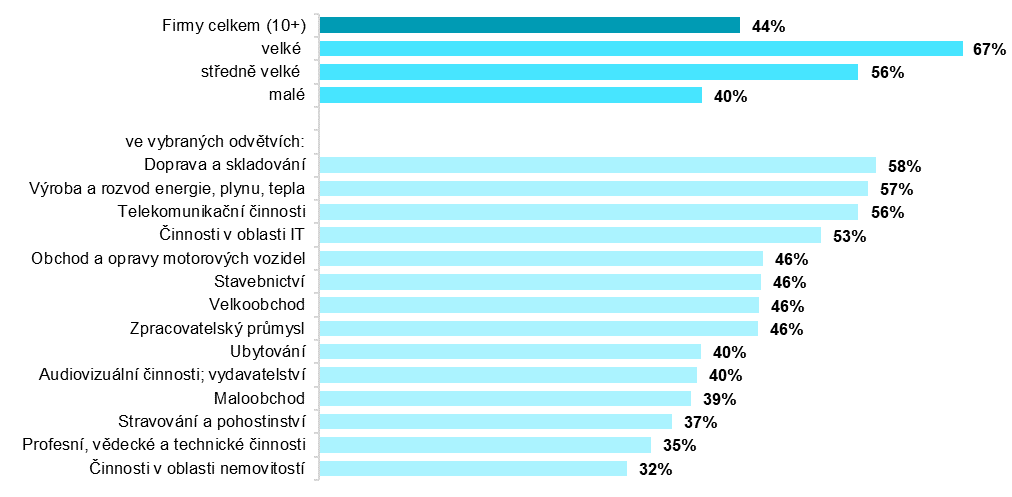 Firmy celkem (10+) 44%
velké 67%
středně velké 56%
malé 40%
ve vybraných odvětvích:
Doprava a skladování 58%
Výroba a rozvod energie, plynu, tepla 57%
Telekomunikační činnosti 56%
Činnosti v oblasti IT 53%
Obchod a opravy motorových vozidel 46%
Stavebnictví 46%
Velkoobchod 46%
Zpracovatelský průmysl 46%
Ubytování 40%
Audiovizuální činnosti; vydavatelství 40%
Maloobchod 39%
Stravování a pohostinství 37%
Profesní, vědecké a technické činnosti 35%
Činnosti v oblasti nemovitostí 32%